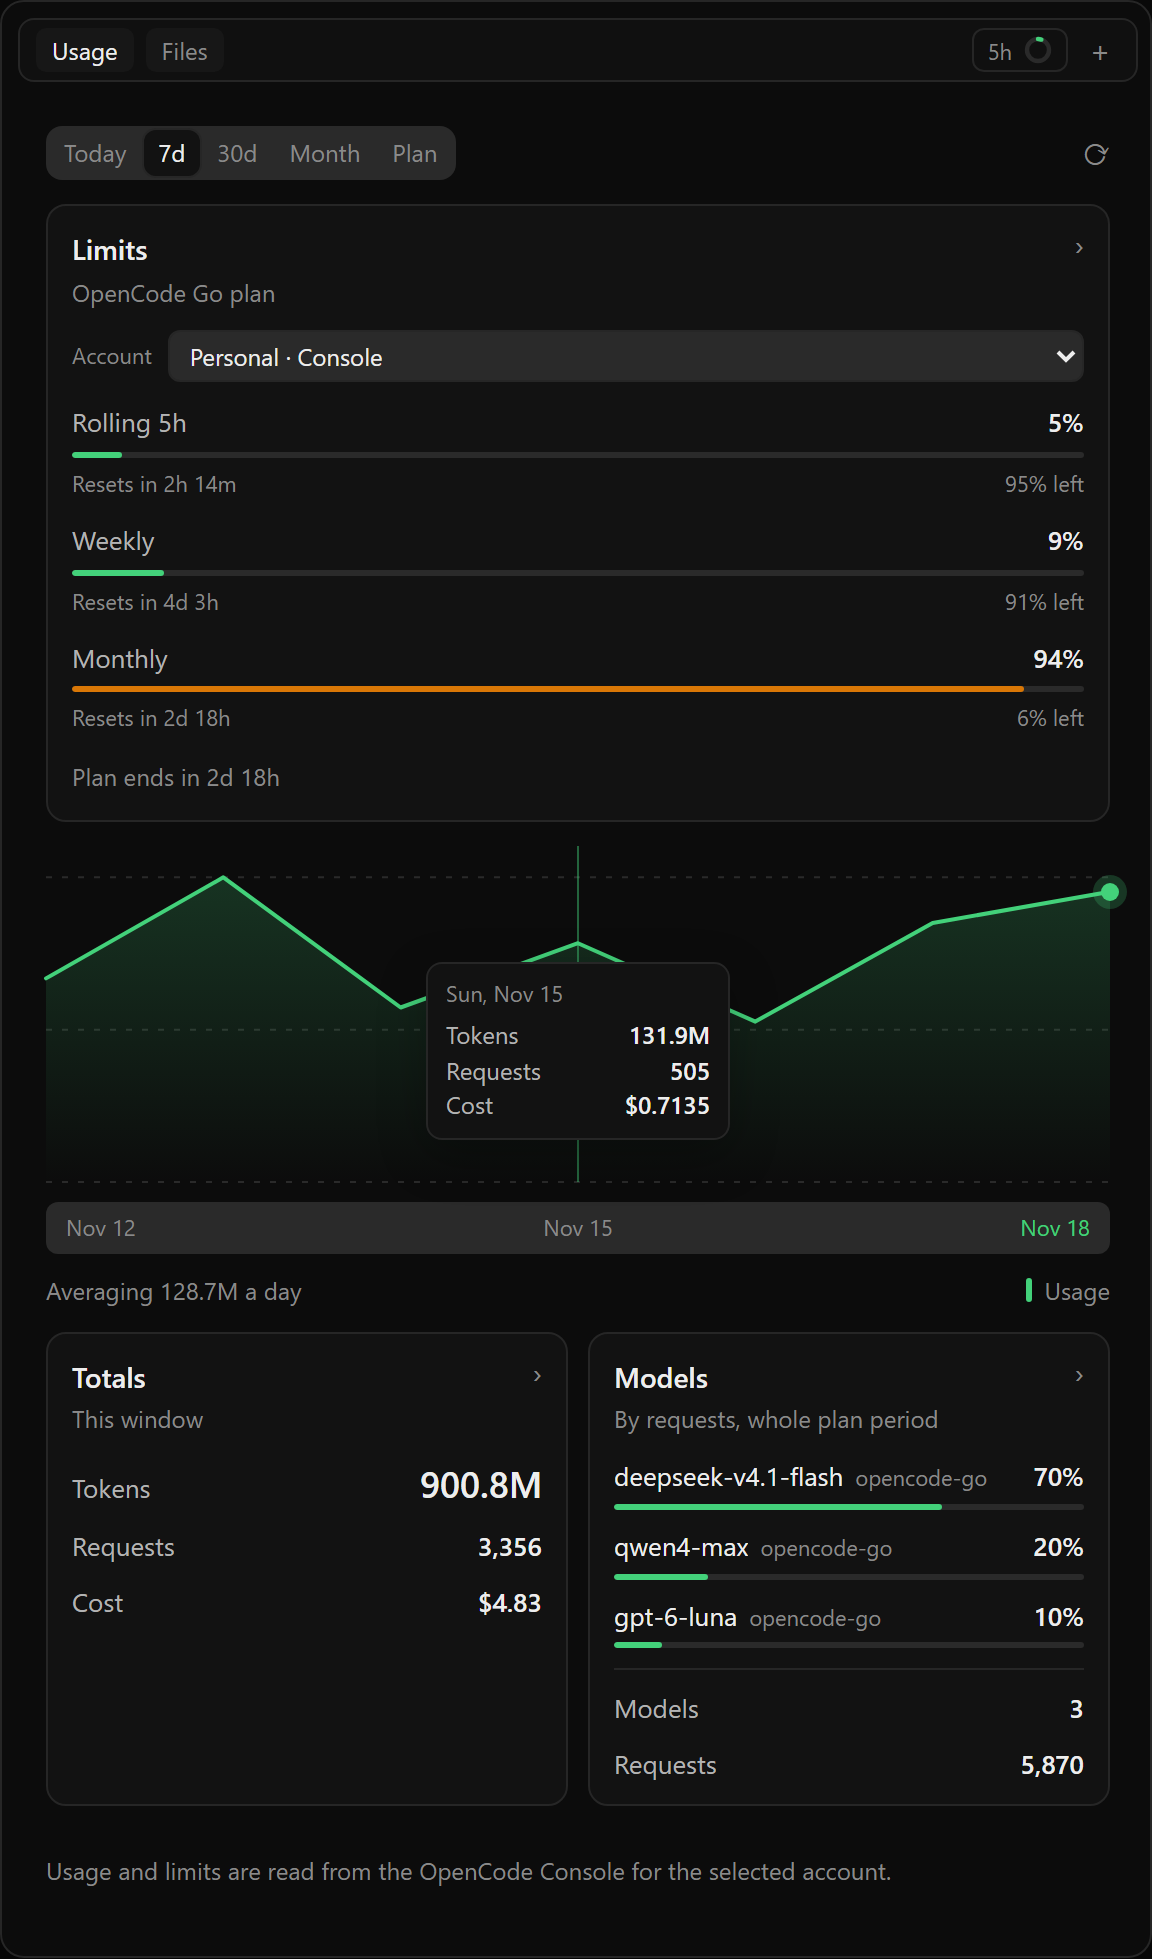 Usage Files 5h +
Today 7d 30d Month Plan
Limits ›
OpenCode Go plan
Account Personal · Console
Rolling 5h 5%
Resets in 2h 14m 95% left
Weekly 9%
Resets in 4d 3h 91% left
Monthly 94%
Resets in 2d 18h 6% left
Plan ends in 2d 18h
Sun, Nov 15
Tokens 131.9M
Requests 505
Cost $0.7135
Nov 12 Nov 15 Nov 18
Averaging 128.7M a day Usage
Totals ›
This window
Tokens 900.8M
Requests 3,356
Cost $4.83
Models ›
By requests, whole plan period
deepseek-v4.1-flash opencode-go 70%
qwen4-max opencode-go 20%
gpt-6-luna opencode-go 10%
Models 3
Requests 5,870
Usage and limits are read from the OpenCode Console for the selected account.